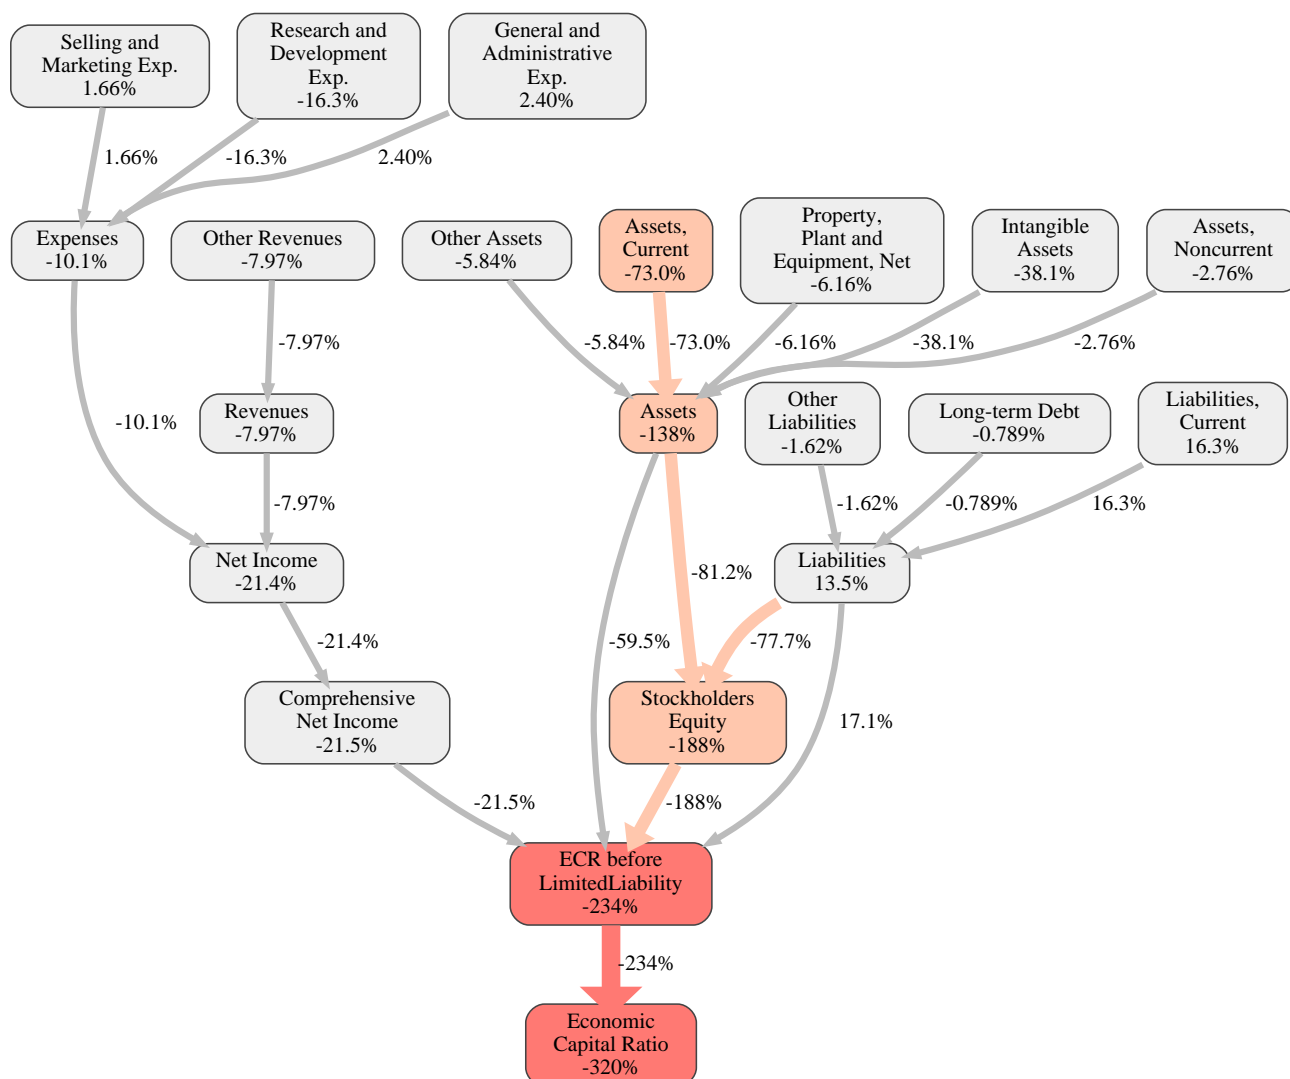 Selling and
Marketing Exp.
1.66%
Research and
Development
Exp.
-16.3%
General and
Administrative
Exp.
2.40%
1.66%
-16.3%
2.40%
Expenses
-10.1%
Other Revenues
-7.97%
Other Assets
-5.84%
Assets,
Current
-73.0%
Property,
Plant and
Equipment, Net
-6.16%
Intangible
Assets
-38.1%
Assets,
Noncurrent
-2.76%
-7.97%
-5.84%
-73.0%
-6.16%
-38.1%
-2.76%
-10.1%
Revenues
-7.97%
Assets
-138%
Other
Liabilities
-1.62%
Long-term Debt
-0.789%
Liabilities,
Current
16.3%
-7.97%
-1.62%
-0.789%
16.3%
Net Income
-21.4%
-81.2%
Liabilities
13.5%
-21.4%
-59.5%
-77.7%
Comprehensive
Net Income
-21.5%
Stockholders
Equity
-188%
17.1%
-21.5%
-188%
ECR before
LimitedLiability
-234%
-234%
Economic
Capital Ratio
-320%